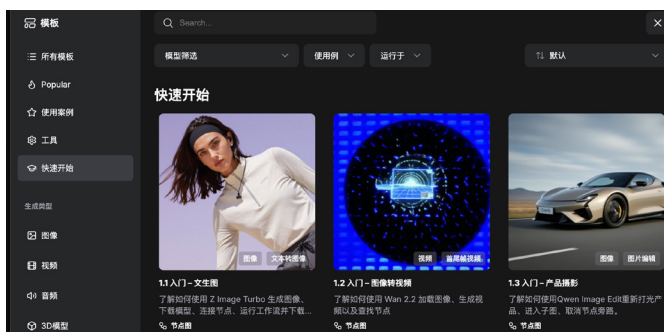 模板
Search...
所有模板
模型筛选
使用例
运行于
默认
Popular
快速开始
使用案例
工具
快速开始
生成类型
图像
视频
音频
3D模型
图像
文本转图像
视频
首尾帧视频
图像
图片编辑
1.1 入门 – 文生图
了解如何使用 Z Image Turbo 生成图像、
下载模型、连接节点、运行工作流并下载...
节点图
1.2 入门 – 图像转视频
了解如何使用 Wan 2.2 加载图像、生成视
频以及查找节点
节点图
1.3 入门 – 产品摄影
了解如何使用Qwen Image Edit重新打光产
品、进入子图、取消节点旁路。
节点图